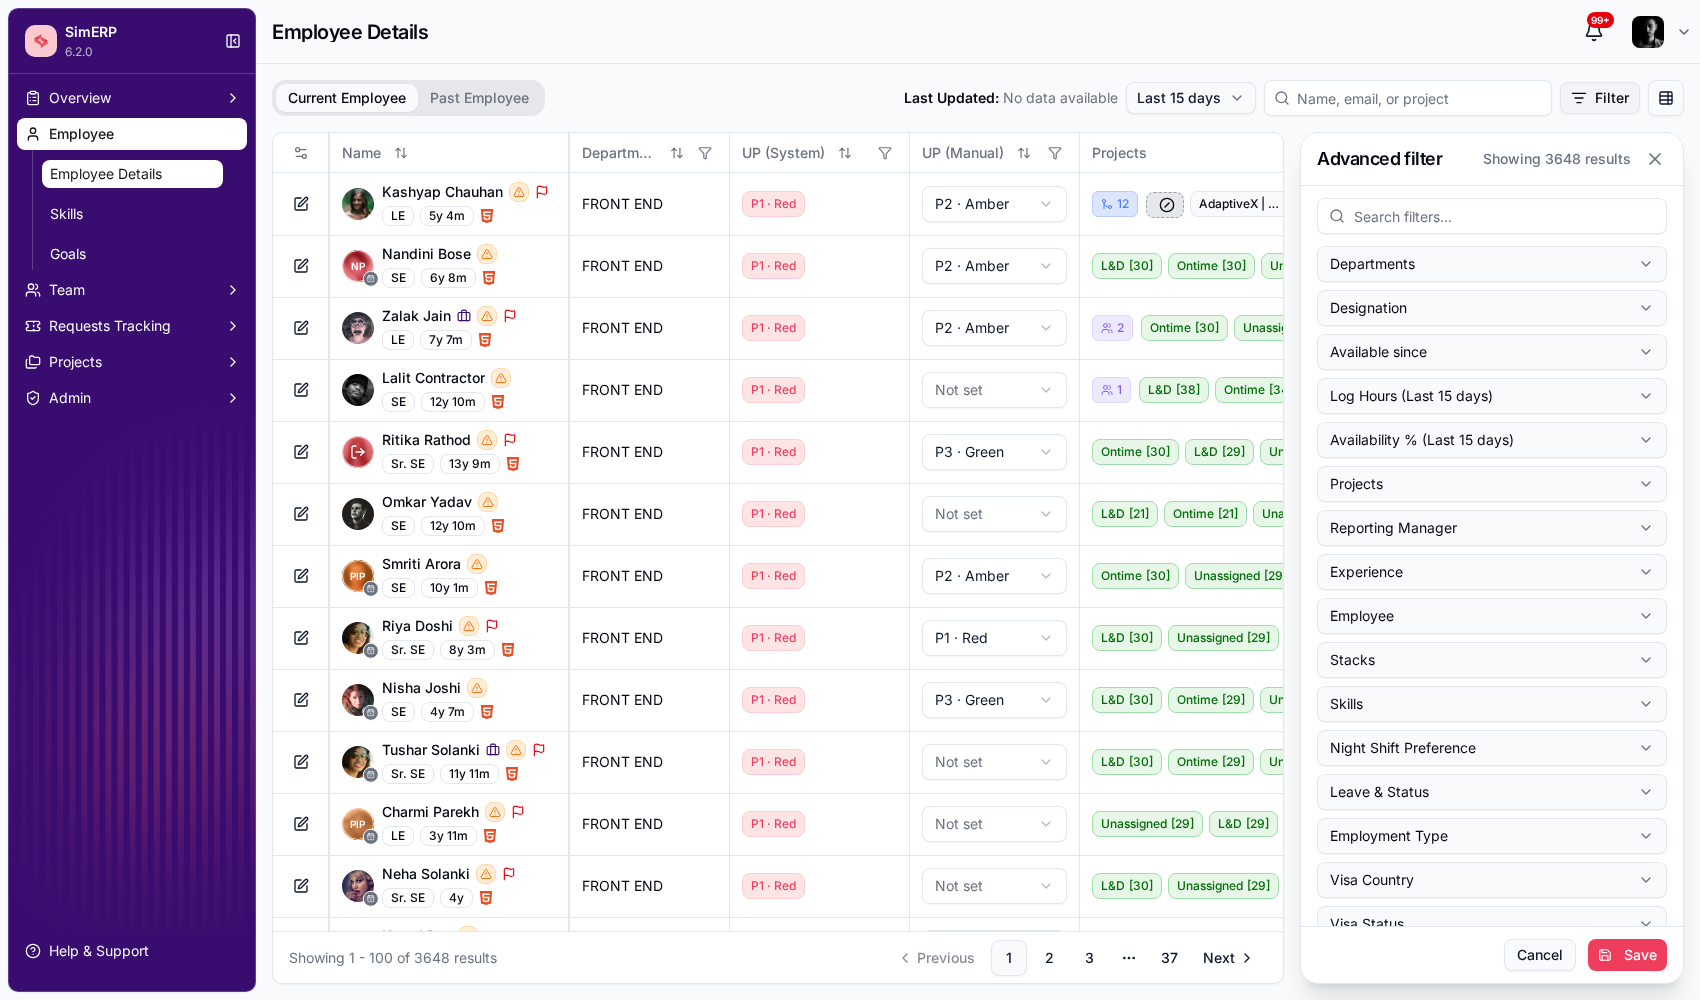 SimERP
6.2.0
Overview
Employee
Employee Details
Skills
Goals
Team
Requests Tracking
Projects
Admin
Help & Support
Employee Details
99+
Current Employee
Past Employee
Last Updated: No data available
Last 15 days
Name, email, or project
Filter
Name
Departm...
UP (System)
UP (Manual)
Projects
Kashyap Chauhan
LE 5y 4m
FRONT END
P1 · Red
P2 · Amber
12
AdaptiveX | ...
Nandini Bose
NP
SE 6y 8m
FRONT END
P1 · Red
P2 · Amber
L&D [30] Ontime [30]
Zalak Jain
LE 7y 7m
FRONT END
P1 · Red
P2 · Amber
2 Ontime [30]
Lalit Contractor
SE 12y 10m
FRONT END
P1 · Red
Not set
1 L&D [38]
Ontime
Ritika Rathod
Sr. SE 13y 9m
FRONT END
P1 · Red
P3 · Green
Ontime [30] L&D [29]
Omkar Yadav
SE 12y 10m
FRONT END
P1 · Red
Not set
L&D [21] Ontime [21]
Smriti Arora
PIP
SE 10y 1m
FRONT END
P1 · Red
P2 · Amber
Ontime [30] Unassigned [29
Riya Doshi
Sr. SE 8y 3m
FRONT END
P1 · Red
P1 · Red
L&D [30] Unassigned [29]
Nisha Joshi
SE 4y 7m
FRONT END
P1 · Red
P3 · Green
L&D [30] Ontime [29]
Tushar Solanki
Sr. SE 11y 11m
FRONT END
P1 · Red
Not set
L&D [30] Ontime [29]
Charmi Parekh
PIP
LE 3y 11m
FRONT END
P1 · Red
Not set
Unassigned [29] L&D [29]
Neha Solanki
Sr. SE 4y
FRONT END
P1 · Red
Not set
L&D [30] Unassigned [29]
Showing 1 - 100 of 3648 results
Previous 1 2 3 ••• 37 Next
Advanced filter
Showing 3648 results
Search filters...
Departments
Designation
Available since
Log Hours (Last 15 days)
Availability % (Last 15 days)
Projects
Reporting Manager
Experience
Employee
Stacks
Skills
Night Shift Preference
Leave & Status
Employment Type
Visa Country
Visa Status
Cancel
Save